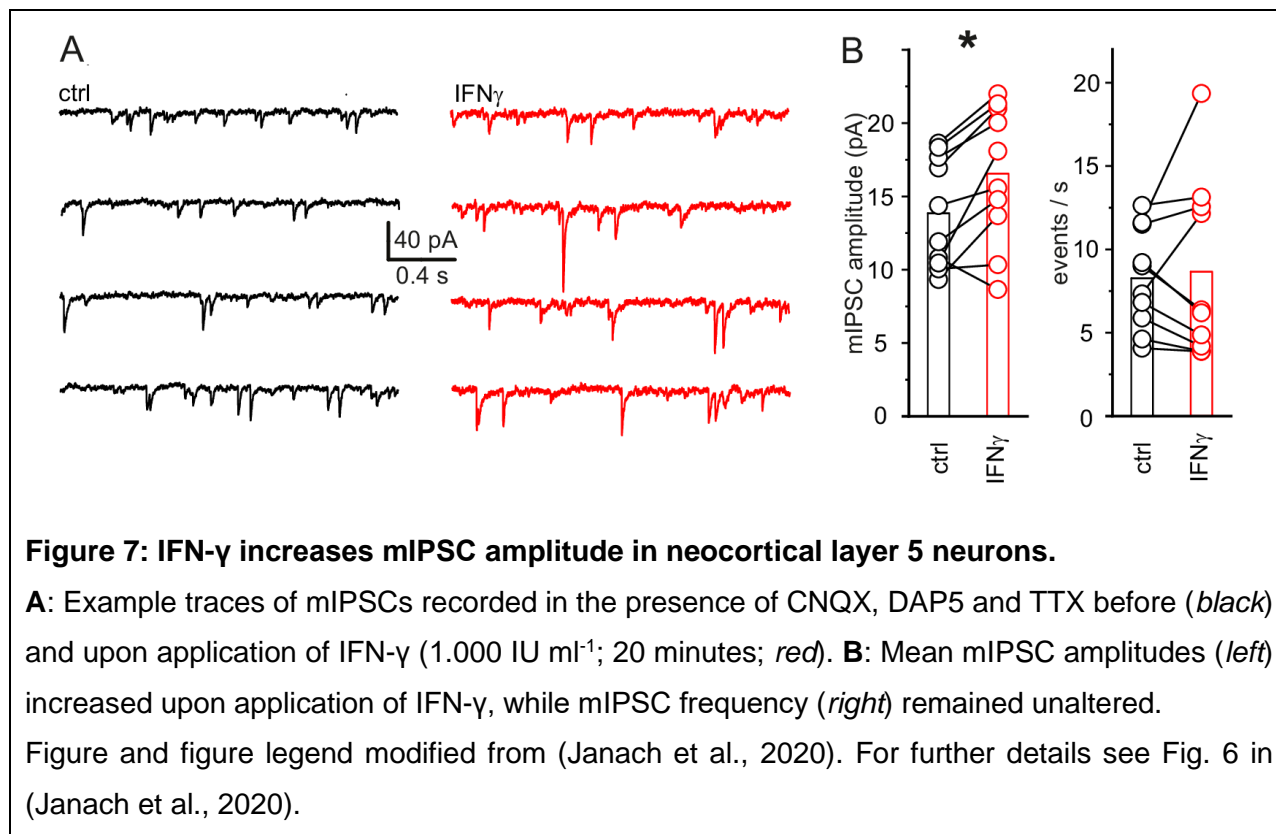 A
ctrl
IFNγ
40 pA
0.4 s
B
*
mIPSC amplitude (pA)
20
15
10
5
0
ctrl
IFNγ
events / s
20
15
10
5
0
ctrl
IFNγ
Figure 7: IFN-γ increases mIPSC amplitude in neocortical layer 5 neurons.
A: Example traces of mIPSCs recorded in the presence of CNQX, DAP5 and TTX before (black)
and upon application of IFN-γ (1.000 IU ml⁻¹; 20 minutes; red). B: Mean mIPSC amplitudes (left)
increased upon application of IFN-γ, while mIPSC frequency (right) remained unaltered.
Figure and figure legend modified from (Janach et al., 2020). For further details see Fig. 6 in
(Janach et al., 2020).